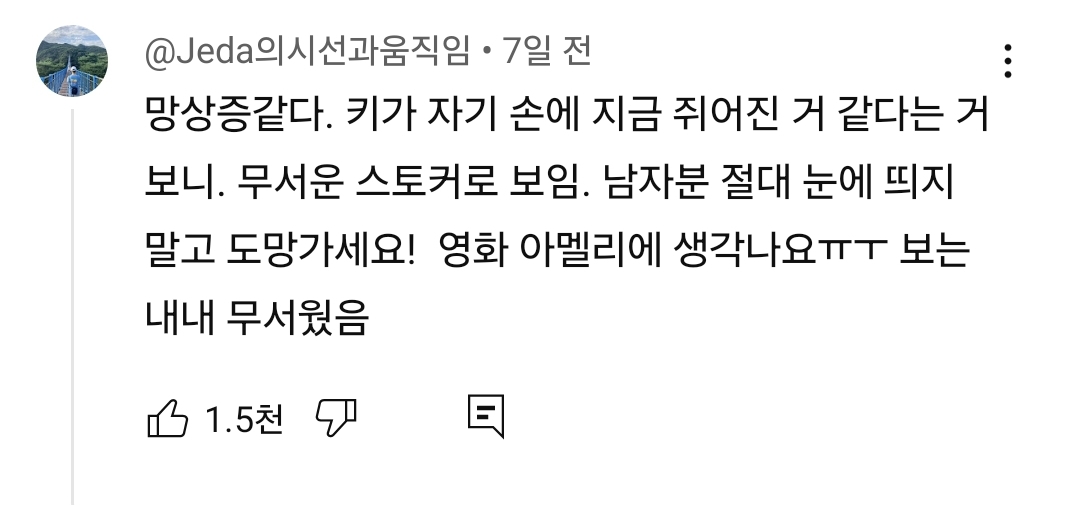 @Jeda의시선과움직임 • 7일 전
망상증같다. 키가 자기 손에 지금 쥐어진 거 같다는 거
보니. 무서운 스토커로 보임. 남자분 절대 눈에 띄지
말고 도망가세요!  영화 아멜리에 생각나요ㅠㅜ 보는
내내 무서웠음
1.5천